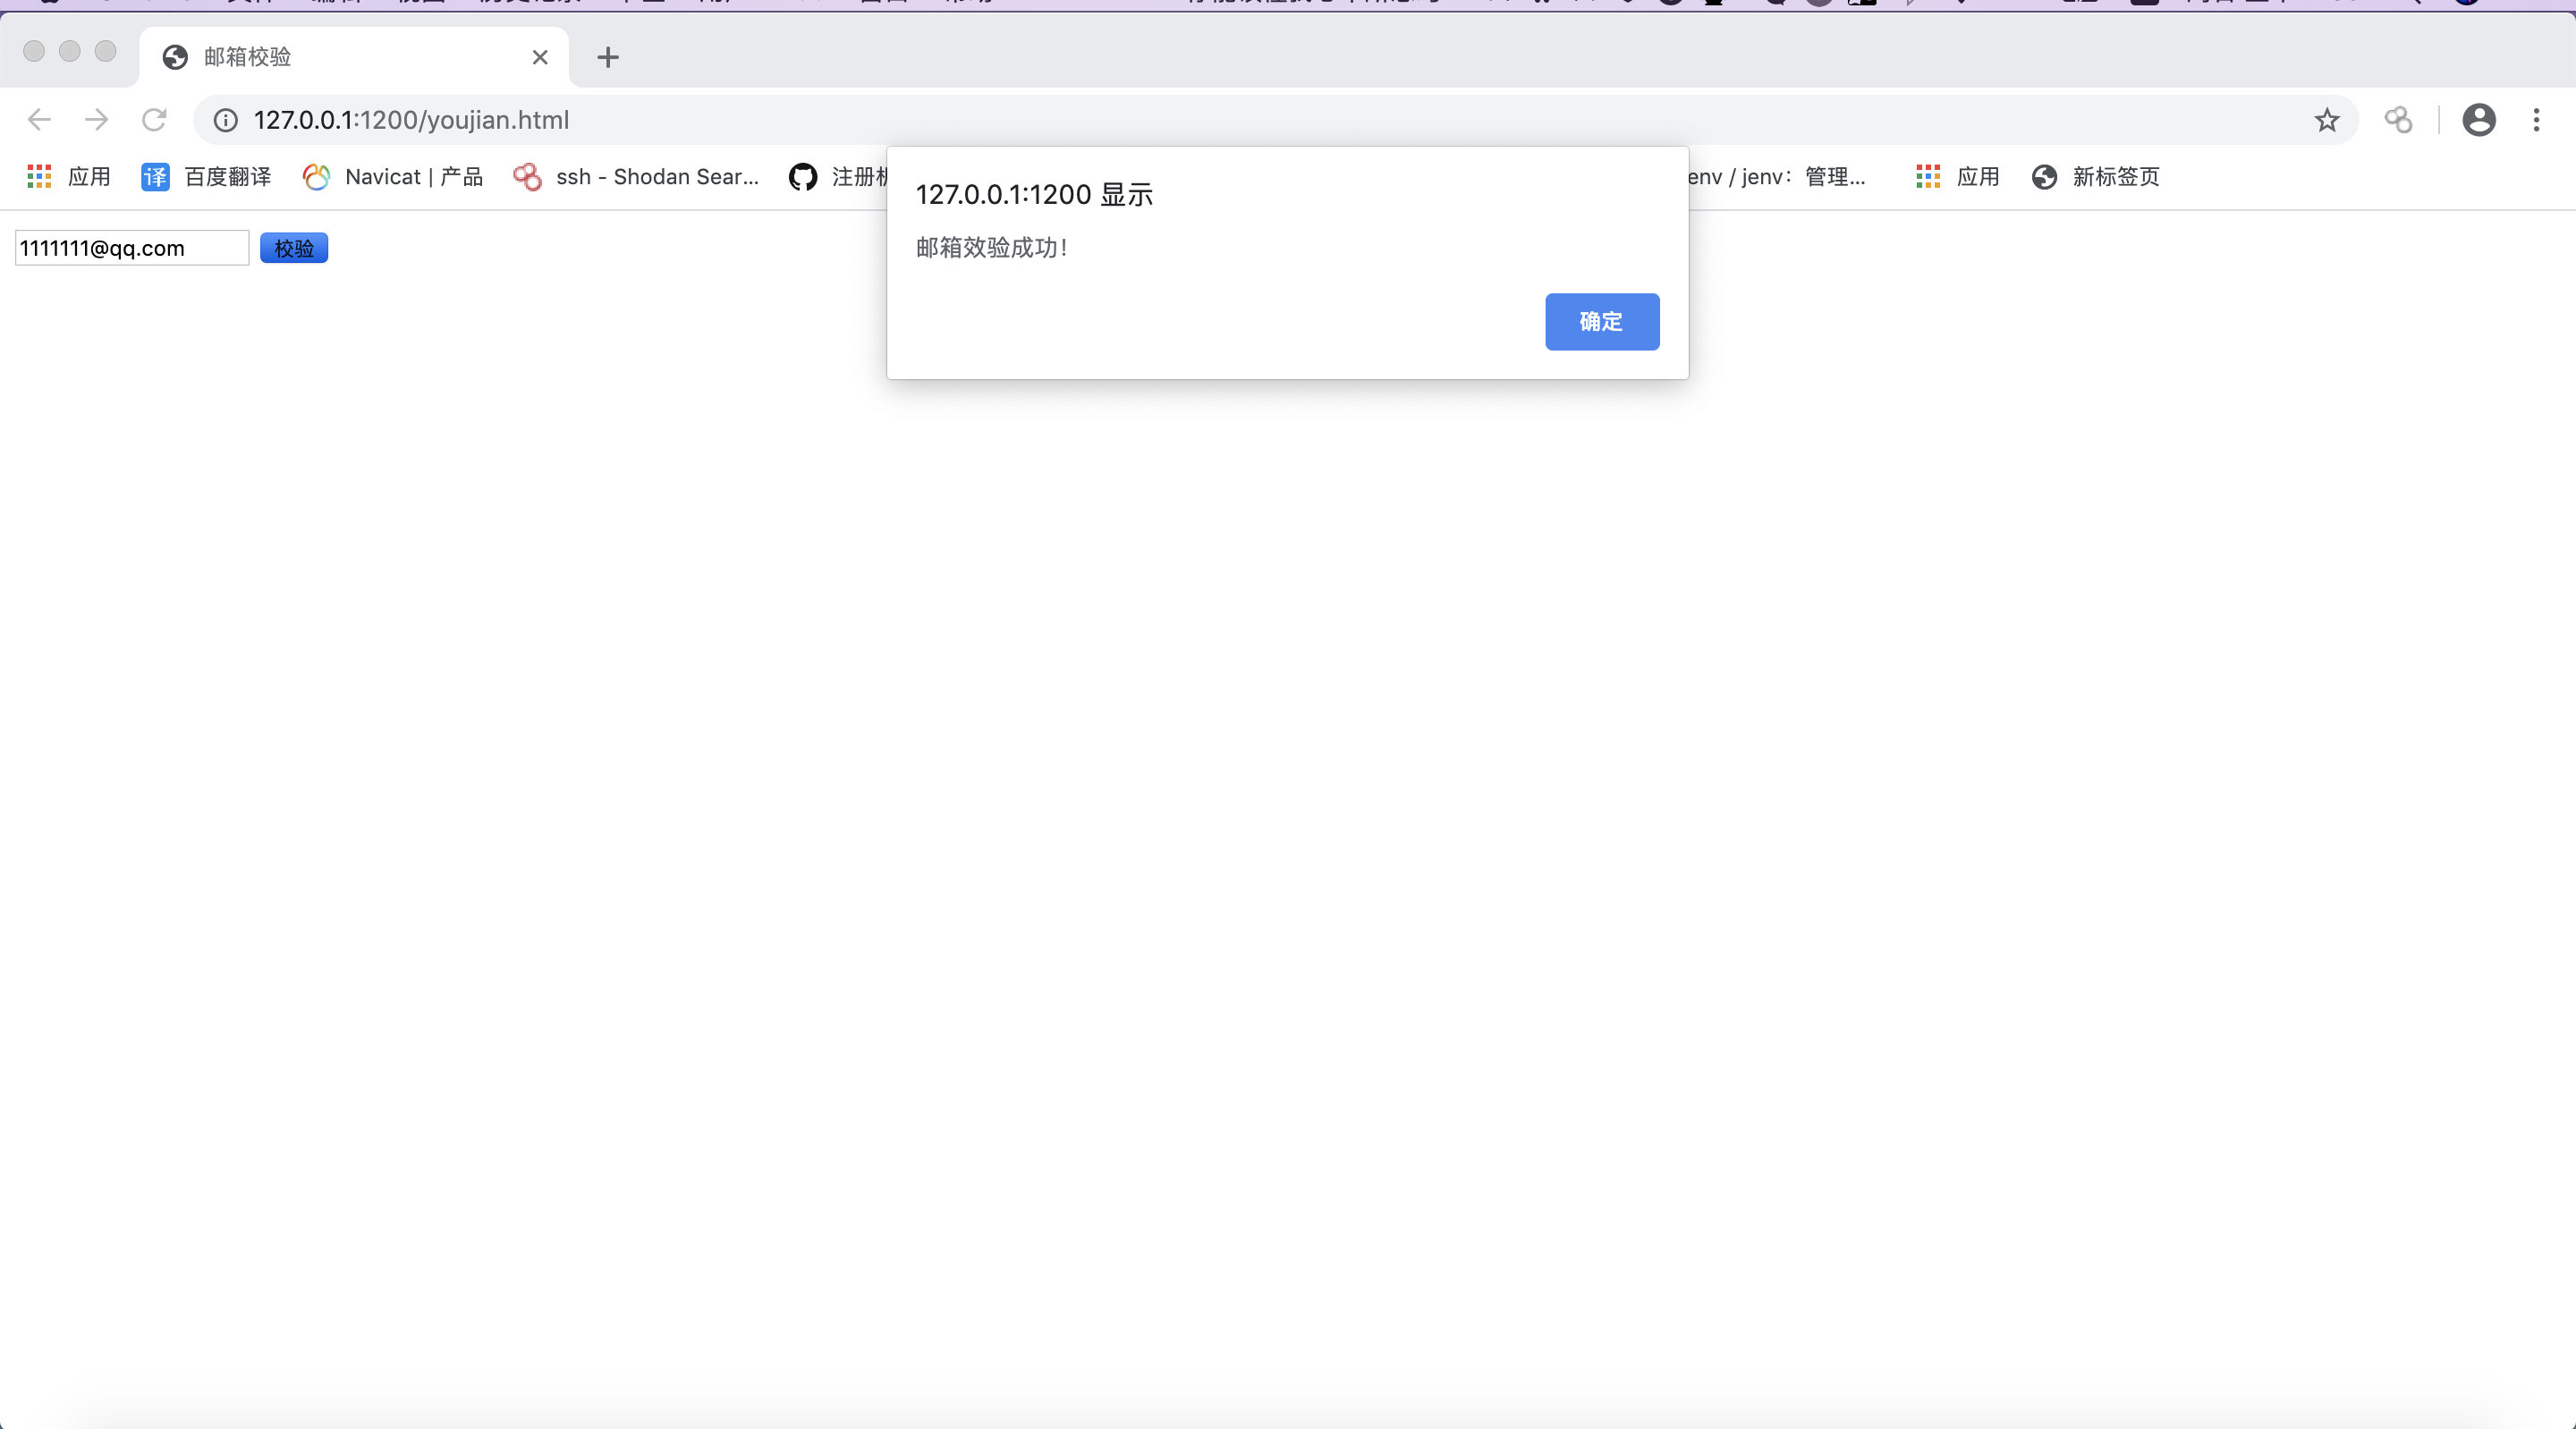 邮箱校验
127.0.0.1:1200/youjian.html
应用 百度翻译 Navicat | 产品 ssh - Shodan Sear... 注册 env / jenv：管理... 应用 新标签页
127.0.0.1:1200 显示
邮箱效验成功！
1111111@qq.com 校验
确定